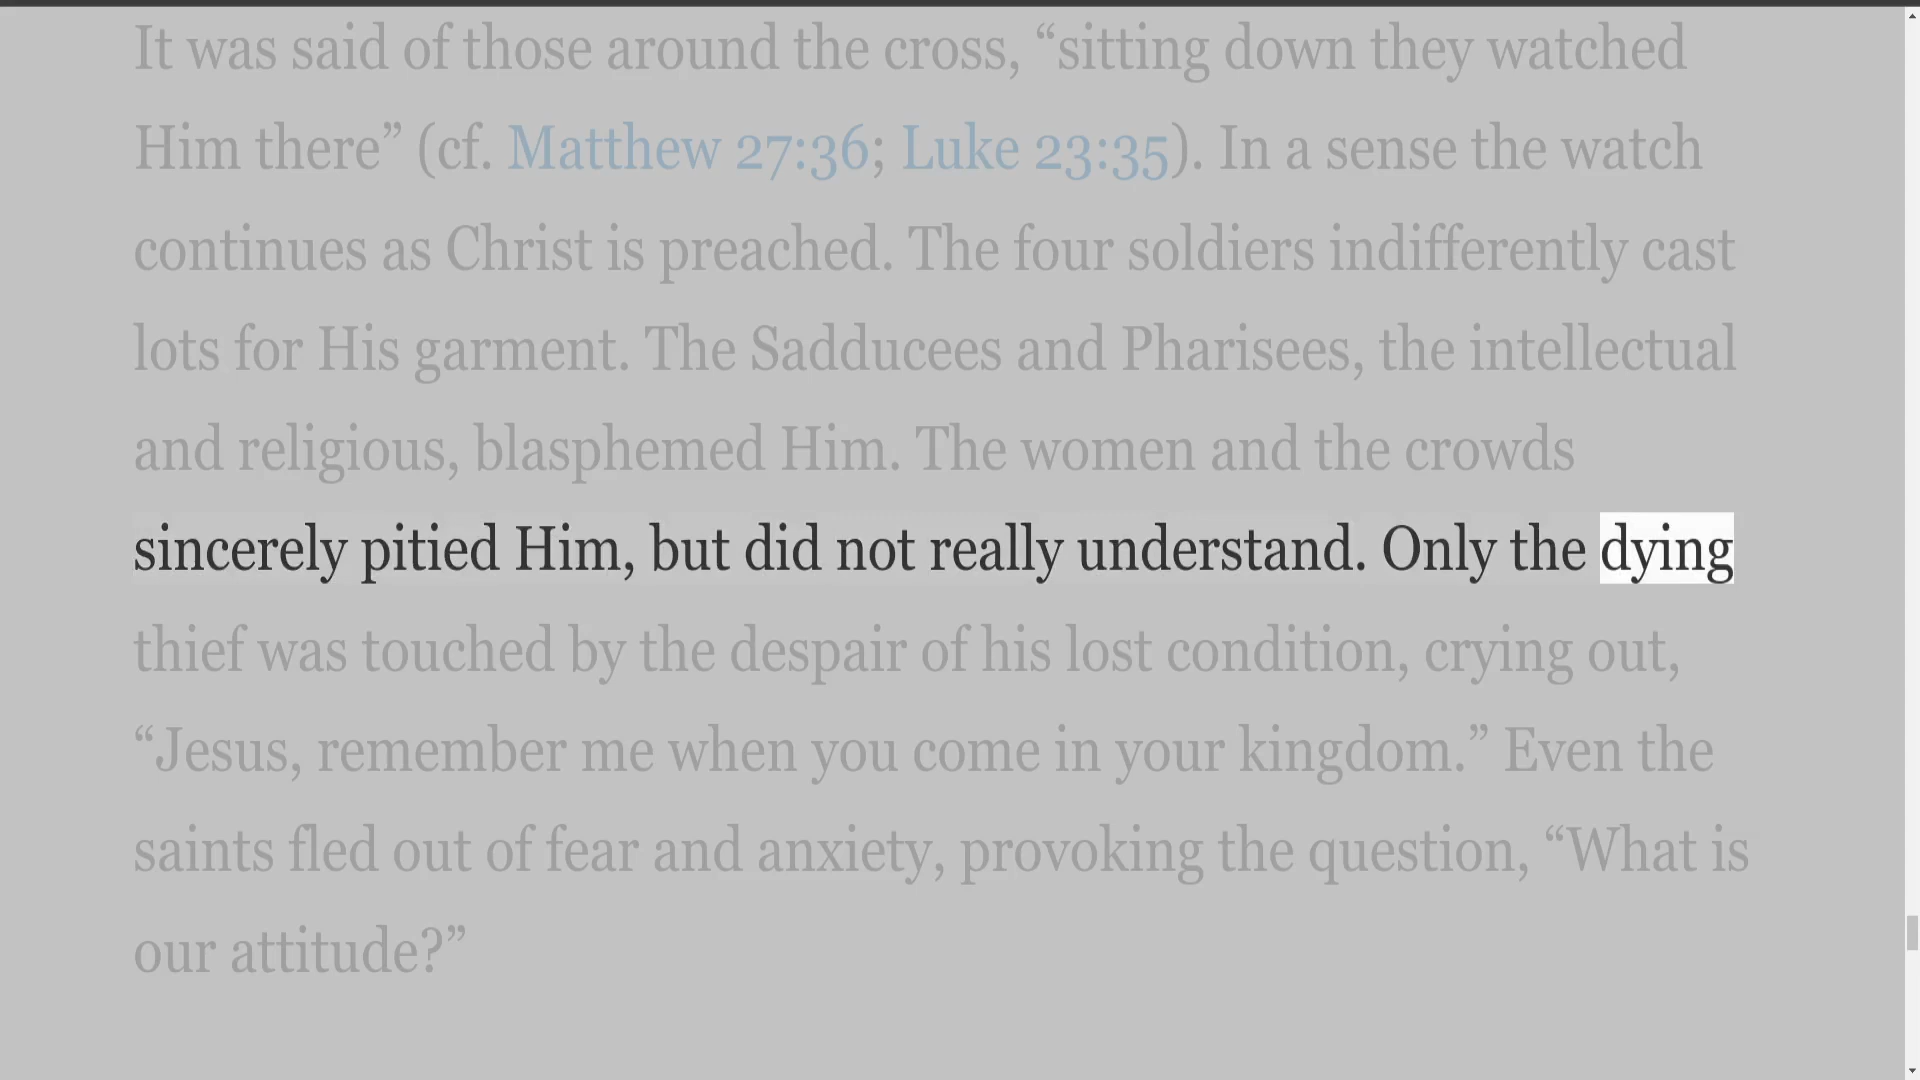 It was said of those around the cross, “sitting down they watched
Him there” (cf. Matthew 27:36; Luke 23:35). In a sense the watch
continues as Christ is preached. The four soldiers indifferently cast
lots for His garment. The Sadducees and Pharisees, the intellectual
and religious, blasphemed Him. The women and the crowds
sincerely pitied Him, but did not really understand. Only the dying
thief was touched by the despair of his lost condition, crying out,
“Jesus, remember me when you come in your kingdom.” Even the
saints fled out of fear and anxiety, provoking the question, “What is
our attitude?”